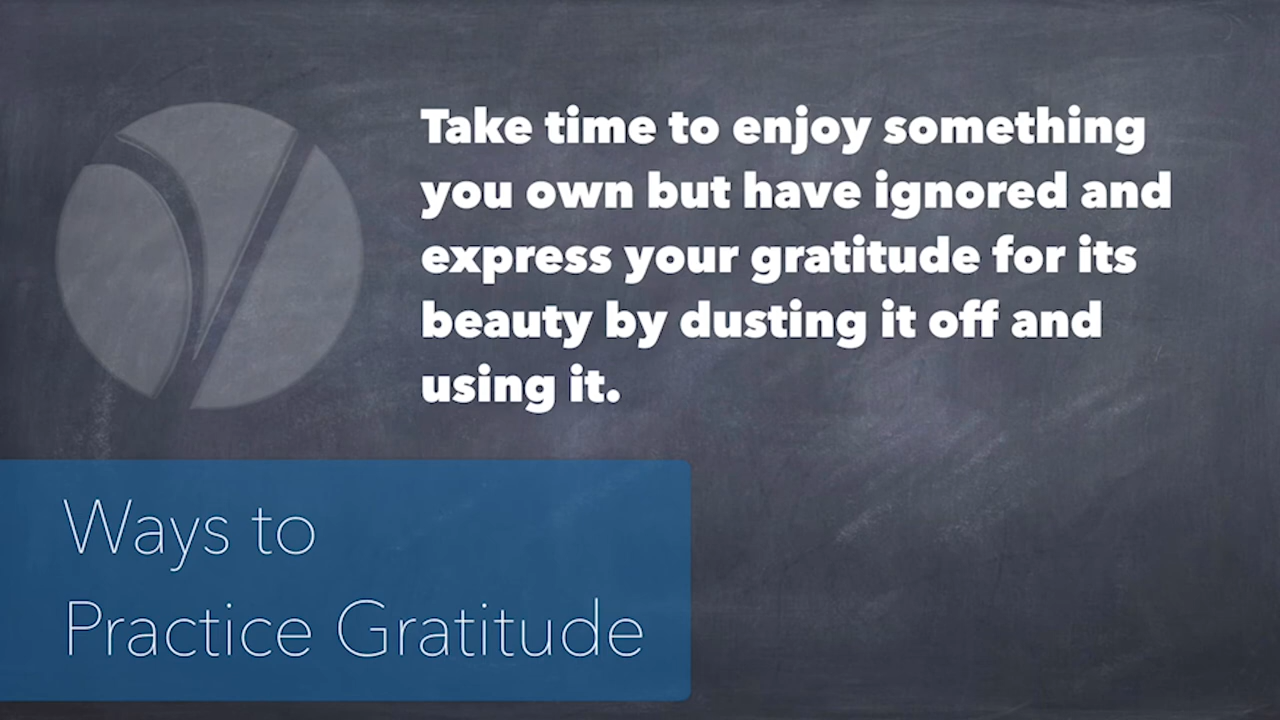 Take time to enjoy something
you own but have ignored and
express your gratitude for its
beauty by dusting it off and
using it.
Ways to
Practice Gratitude